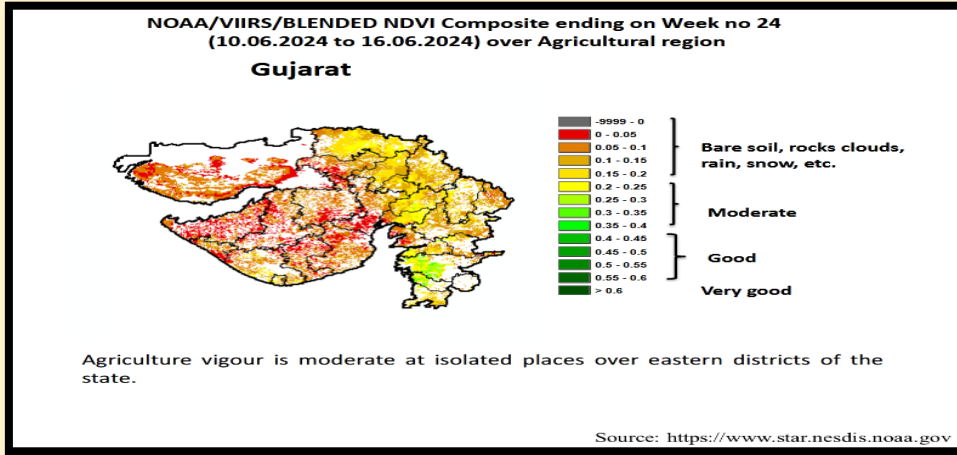 NOAA/VIIRS/BLENDED NDVI Composite ending on Week no 24
(10.06.2024 to 16.06.2024) over Agricultural region
Gujarat
-9999 - 0
0 - 0.05
0.05 - 0.1
0.1 - 0.15
0.15 - 0.2
0.2 - 0.25
0.25 - 0.3
0.3 - 0.35
0.35 - 0.4
0.4 - 0.45
0.45 - 0.5
0.5 - 0.55
0.55 - 0.6
> 0.6
Bare soil, rocks clouds,
rain, snow, etc.
Moderate
Good
Very good
Agriculture vigour is moderate at isolated places over eastern districts of the
state.
Source: https://www.star.nesdis.noaa.gov